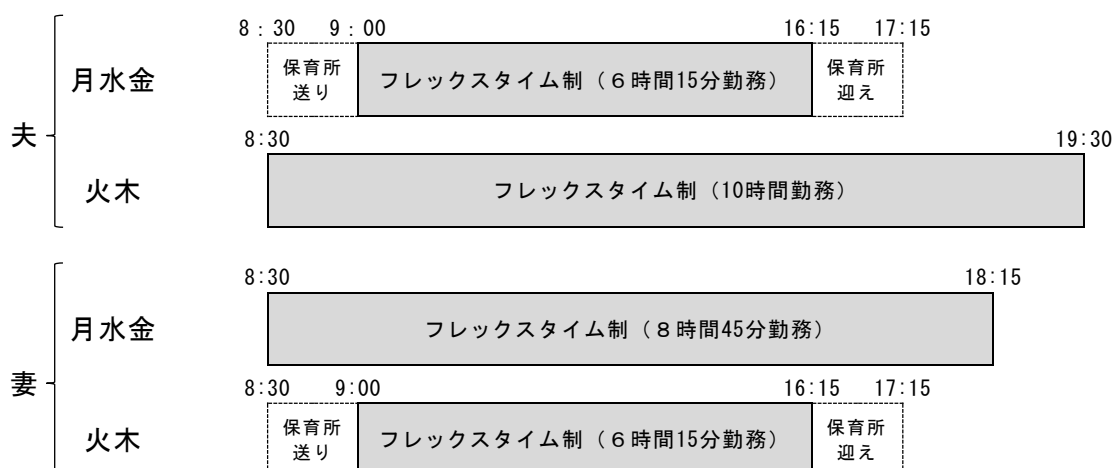 8：30 9：00 16:15 17:15
夫
月水金
保育所
送り
フレックスタイム制（６時間15分勤務）
保育所
迎え
8:30 19:30
火木
フレックスタイム制（10時間勤務）
8:30 18:15
妻
月水金
フレックスタイム制（８時間45分勤務）
8:30 9:00 16:15 17:15
火木
保育所
送り
フレックスタイム制（６時間15分勤務）
保育所
迎え